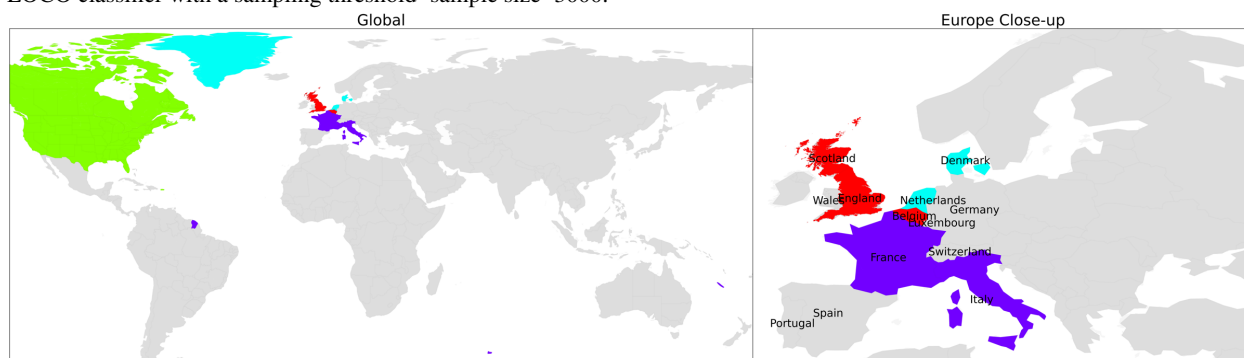 LOCO classifier with a sampling threshold sample size 3000.
Global
Europe Close-up
Scotland
Denmark
Wales
England
Netherlands
Germany
Belgium
Luxembourg
France
Switzerland
Italy
Spain
Portugal